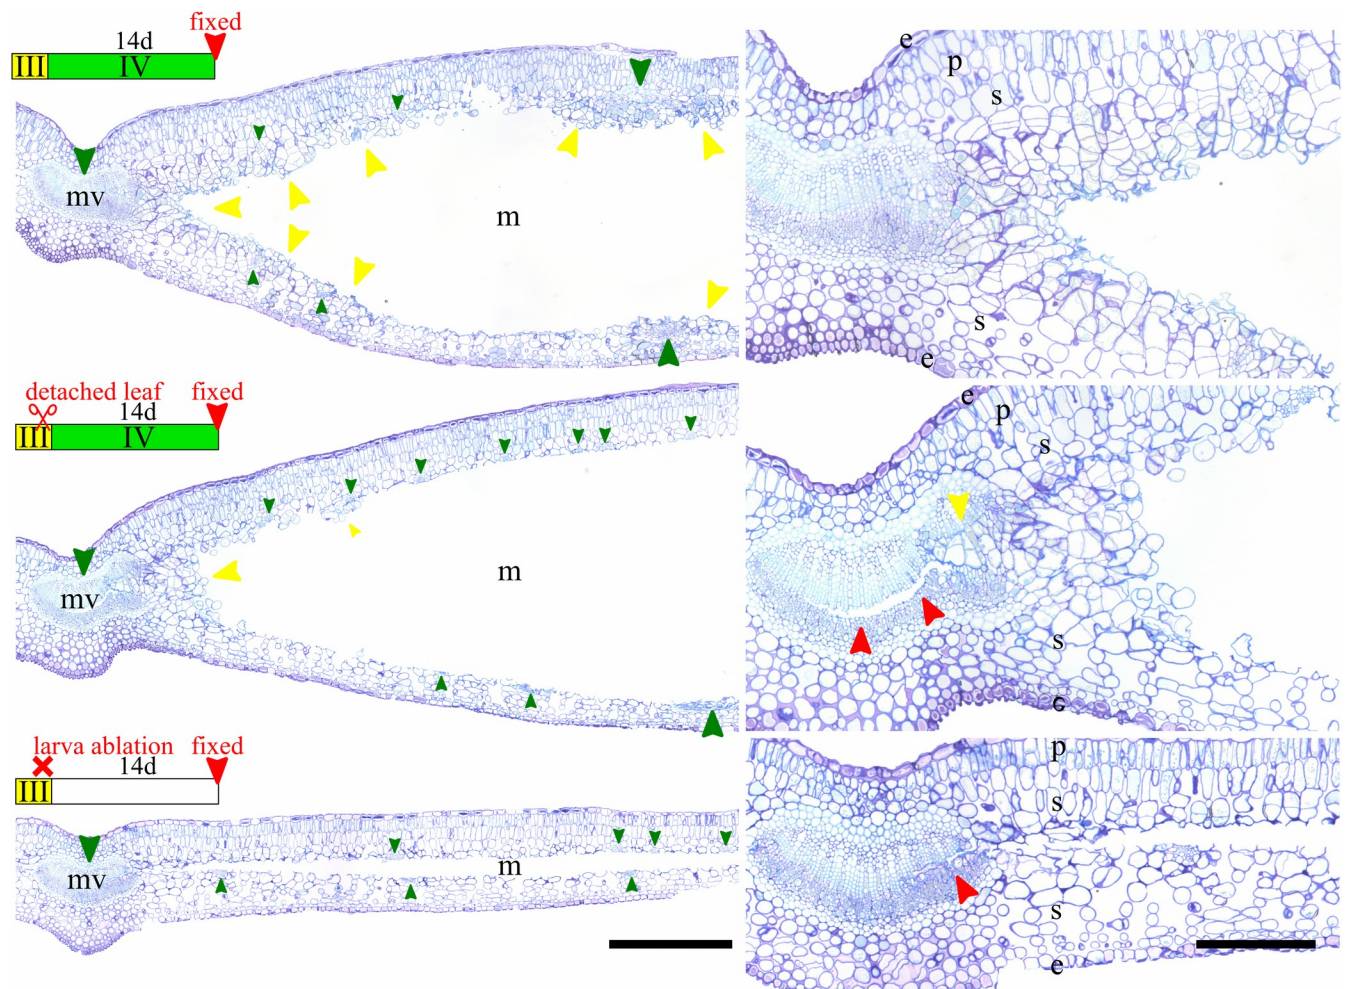 fixed
14d
III IV
e
p
s
mv
m
s
e
detached leaf fixed
14d
III IV
e
p
s
mv
m
s
e
larva ablation fixed
14d
III
p
s
mv
m
s
e